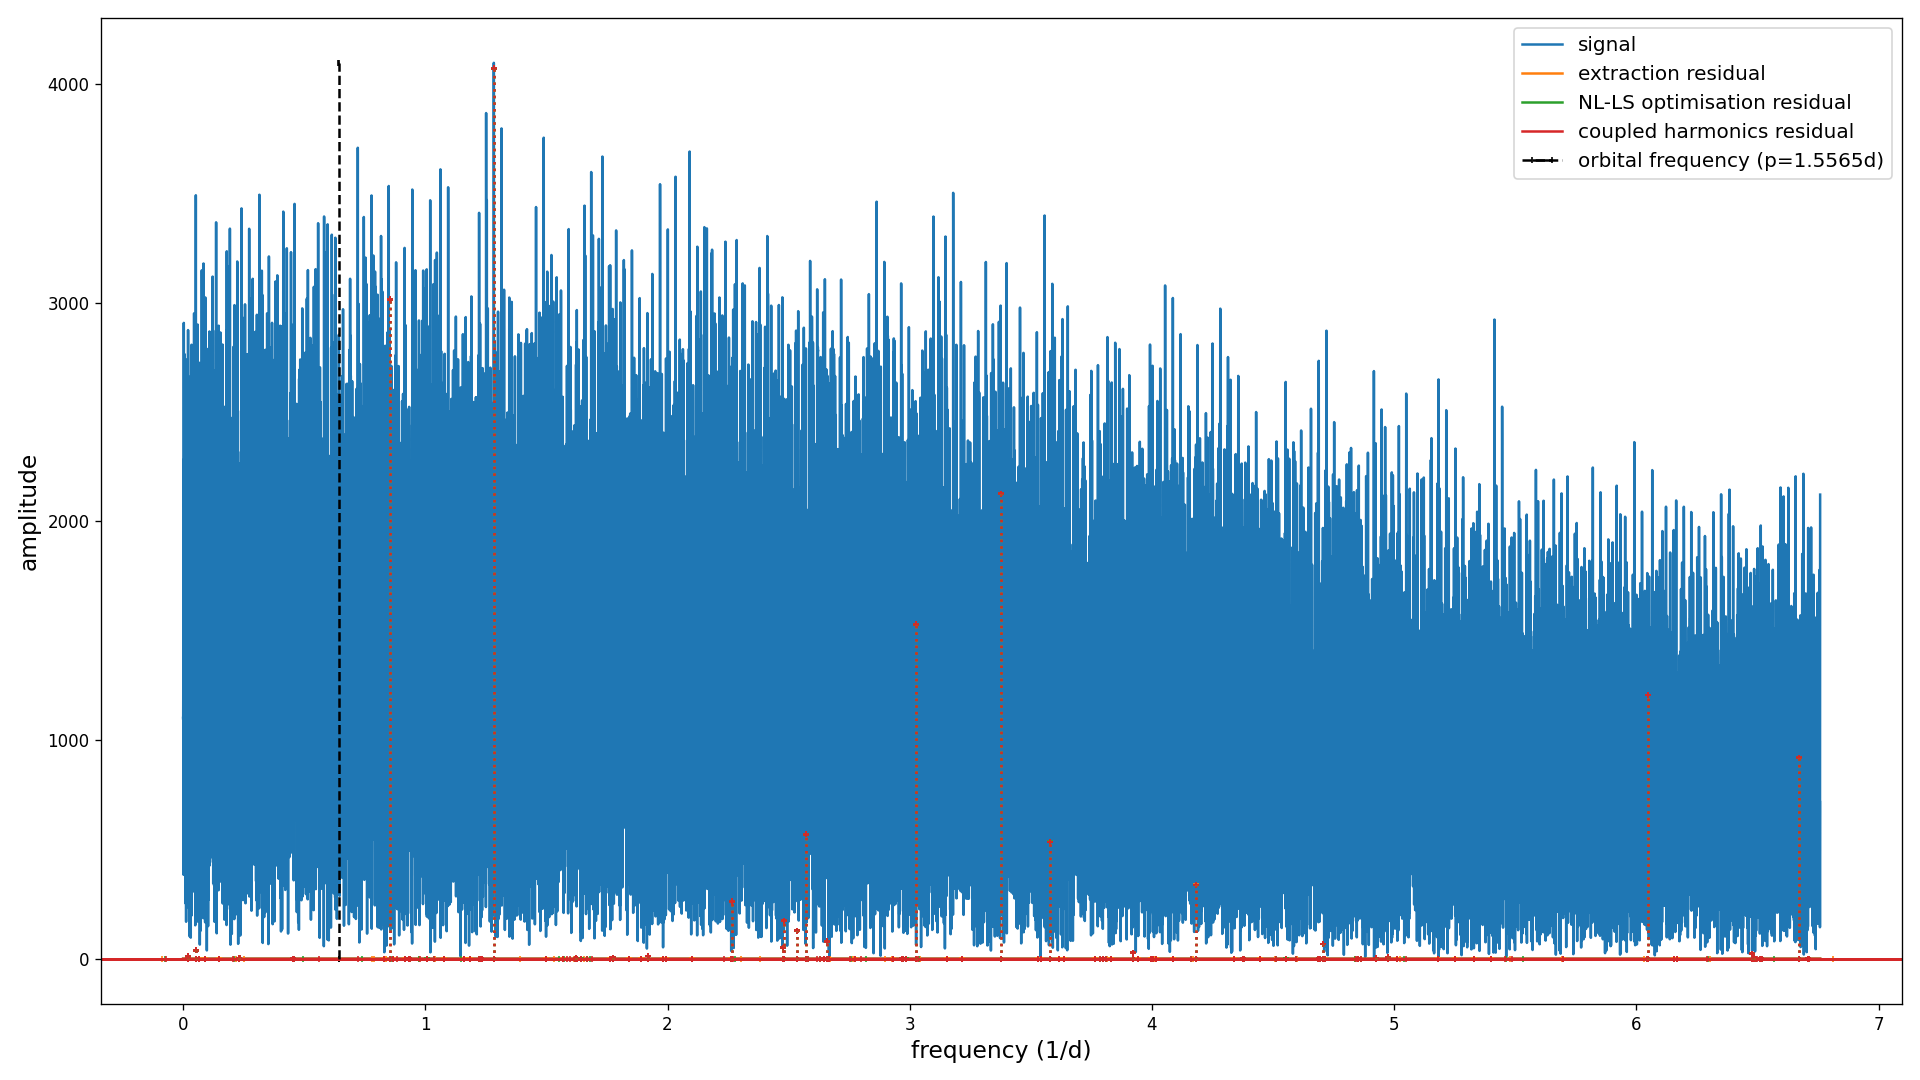 signal
extraction residual
NL-LS optimisation residual
coupled harmonics residual
orbital frequency (p=1.5565d)
amplitude
4000
3000
2000
1000
0
0 1 2 3 4 5 6 7
frequency (1/d)